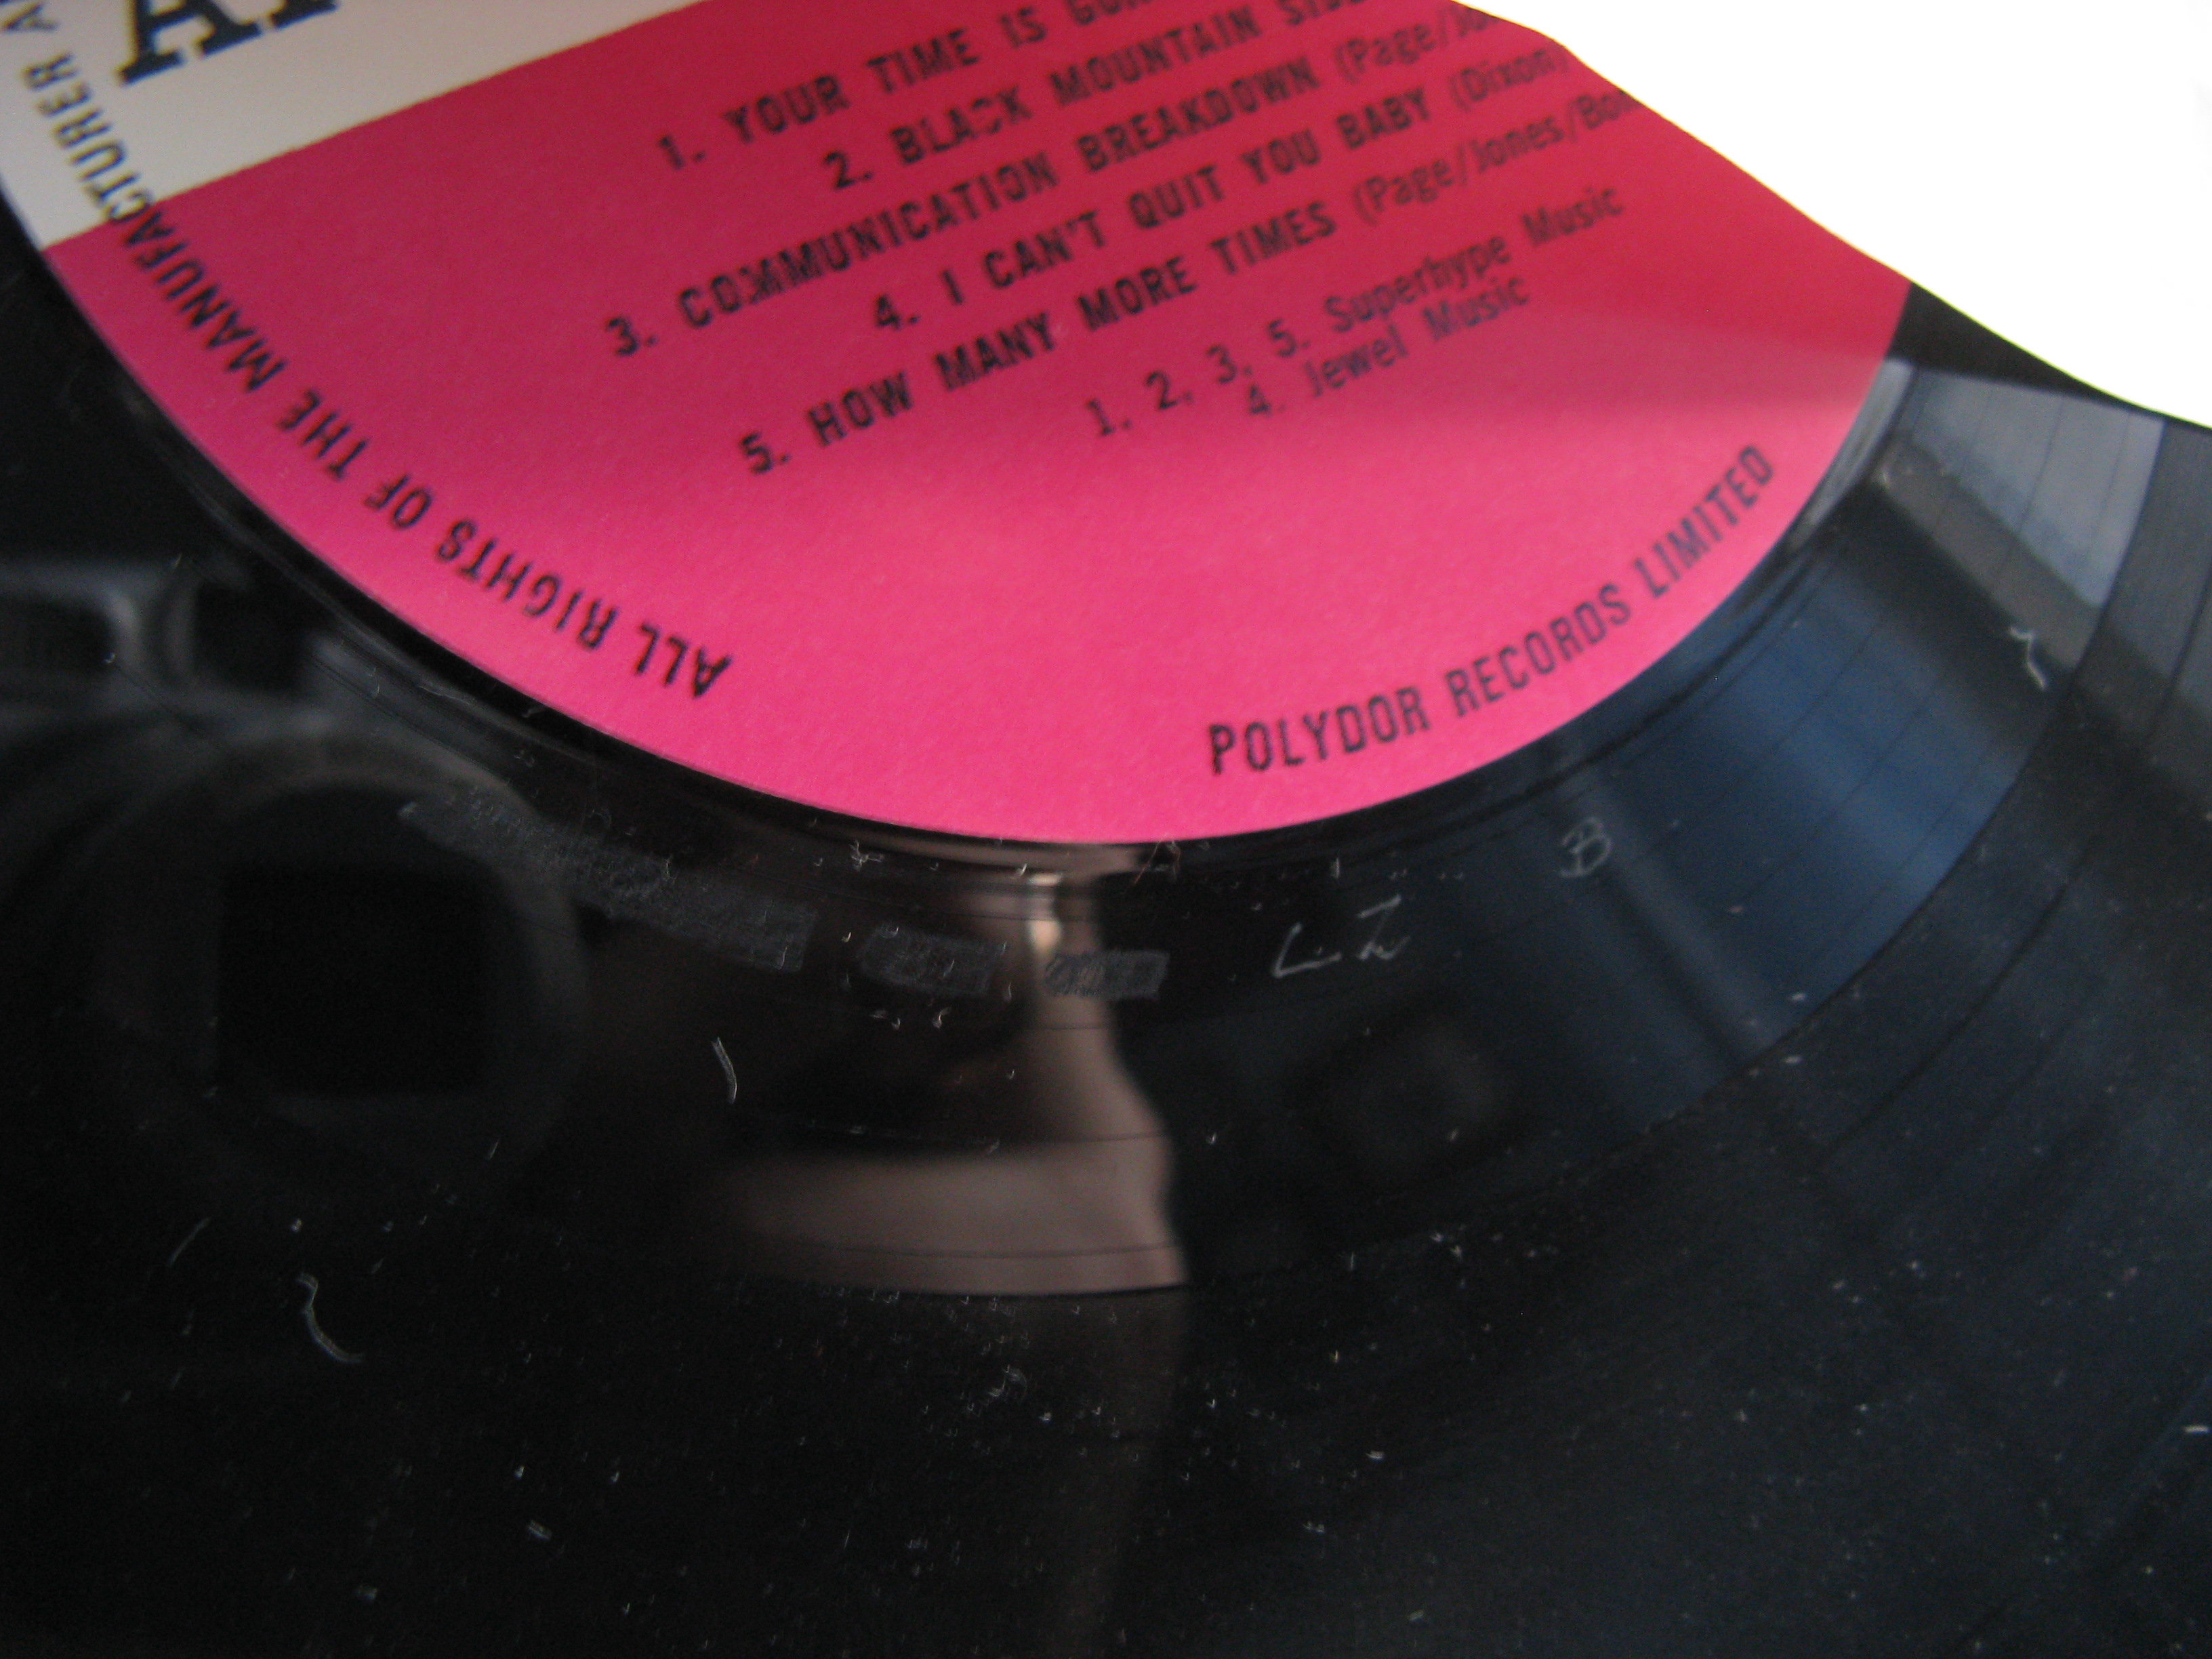 1. YOUR TIME IS
2. BLACK MOUNTAIN
3. COMMUNICATION BREAKDOWN (Page/
4. I CAN'T QUIT YOU BABY (Dixon)
5. HOW MANY MORE TIMES (Page/Jones/Bo
1, 2, 3, 5. Superhype Music
4. Jewel Music
ALL RIGHTS OF THE MANUFACTURER A
POLYDOR RECORDS LIMITED
L Z
B